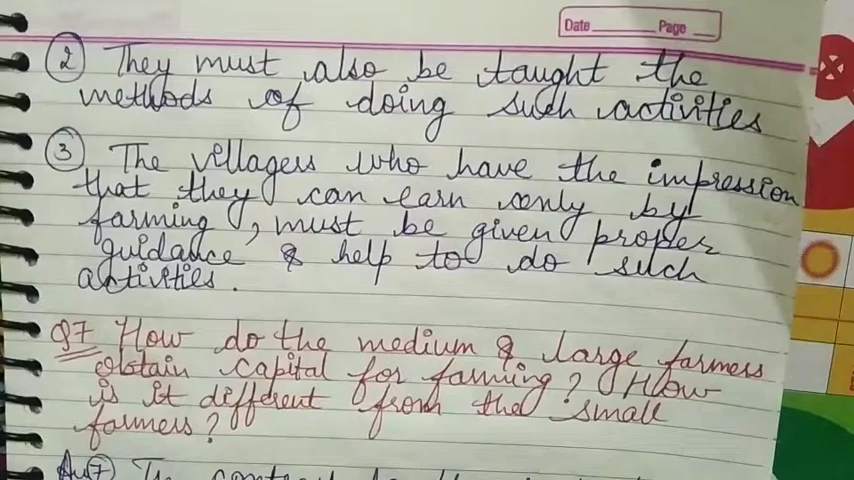 Date Page
② They must also be taught the
methods of doing such activities
③ The villagers who have the impression
that they can earn only by
farming, must be given proper
guidance & help to do such
activities.
Q7 How do the medium & large farmers
obtain capital for farming? How
is it different from the small
farmers?
Ans7) The